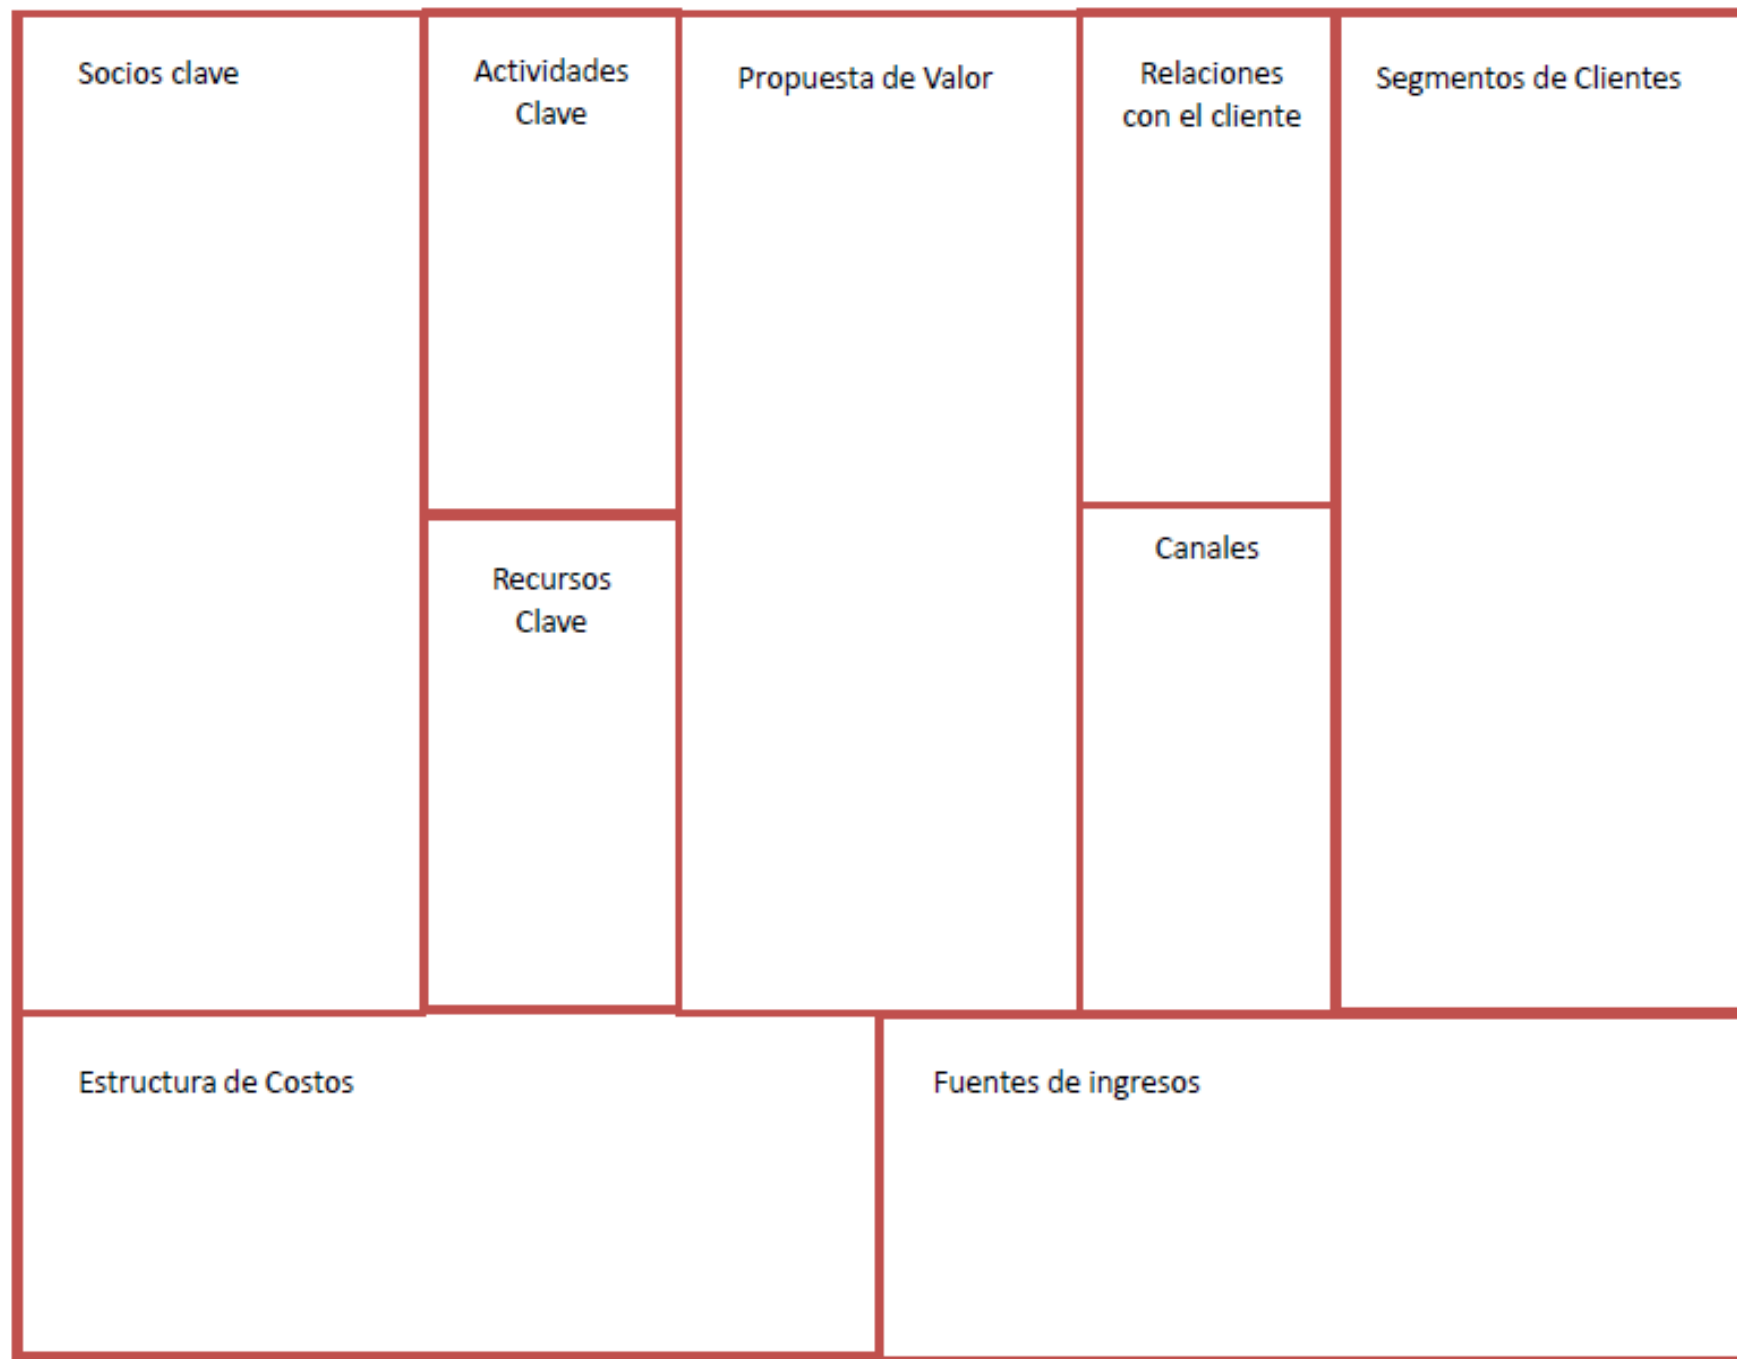 Socios clave
Actividades
Clave
Propuesta de Valor
Relaciones
con el cliente
Segmentos de Clientes
Recursos
Clave
Canales
Estructura de Costos
Fuentes de ingresos